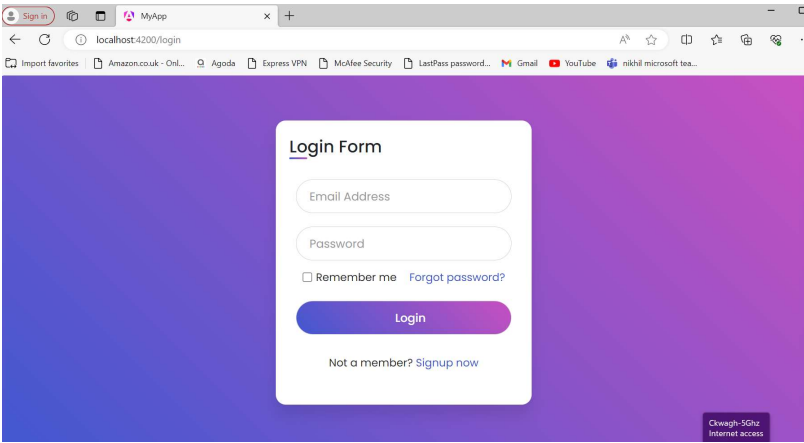 Sign in
MyApp
localhost:4200/login
Import favorites Amazon.co.uk - Onl... Agoda Express VPN McAfee Security LastPass password... Gmail YouTube nikhil microsoft tea...
Login Form
Email Address
Password
Remember me Forgot password?
Login
Not a member? Signup now
Ckwagh-5Ghz
Internet access